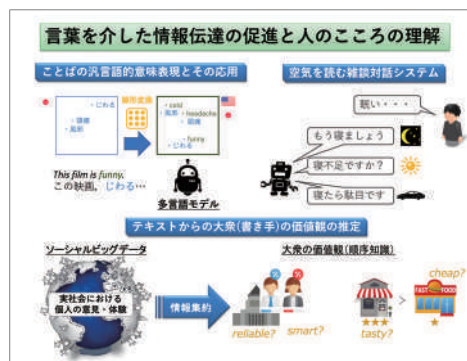 言葉を介した情報伝達の促進と人のこころの理解
ことばの汎言語的意味表現とその応用
じわる
頭痛
風邪
線形変換
cold
風邪
headache
頭痛
funny
じわる
This film is funny.
この映画，じわる…
多言語モデル
空気を読む雑談対話システム
眠い・・・
もう寝ましょう
寝不足ですか？
寝たら駄目です
テキストからの大衆(書き手)の価値観の推定
ソーシャルビッグデータ
実社会における
個人の意見・体験
情報集約
大衆の価値観(順序知識)
reliable?
smart?
tasty?
>
cheap?
FAST FOOD